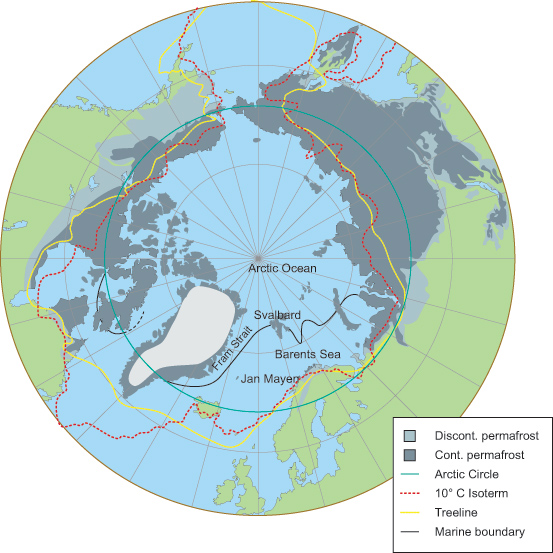 Arctic Ocean
Svalbard
Fram Strait
Barents Sea
Jan Mayen
Discont. permafrost
Cont. permafrost
Arctic Circle
10° C Isoterm
Treeline
Marine boundary